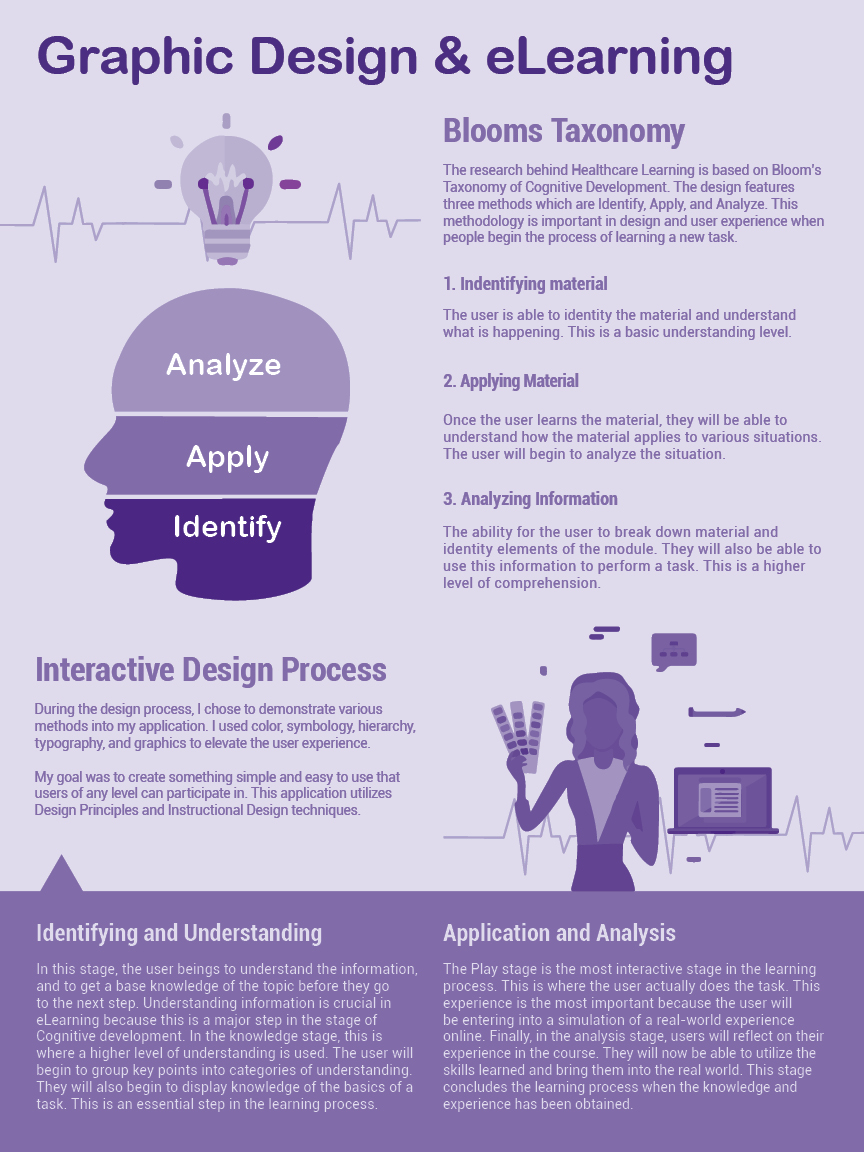 Graphic Design & eLearning
Analyze
Apply
Identify
Blooms Taxonomy
The research behind Healthcare Learning is based on Bloom's
Taxonomy of Cognitive Development. The design features
three methods which are Identify, Apply, and Analyze. This
methodology is important in design and user experience when
people begin the process of learning a new task.
1. Indentifying material
The user is able to identity the material and understand
what is happening. This is a basic understanding level.
2. Applying Material
Once the user learns the material, they will be able to
understand how the material applies to various situations.
The user will begin to analyze the situation.
3. Analyzing Information
The ability for the user to break down material and
identity elements of the module. They will also be able to
use this information to perform a task. This is a higher
level of comprehension.
Interactive Design Process
During the design process, I chose to demonstrate various
methods into my application. I used color, symbology, hierarchy,
typography, and graphics to elevate the user experience.
My goal was to create something simple and easy to use that
users of any level can participate in. This application utilizes
Design Principles and Instructional Design techniques.
Identifying and Understanding
In this stage, the user beings to understand the information,
and to get a base knowledge of the topic before they go
to the next step. Understanding information is crucial in
eLearning because this is a major step in the stage of
Cognitive development. In the knowledge stage, this is
where a higher level of understanding is used. The user will
begin to group key points into categories of understanding.
They will also begin to display knowledge of the basics of a
task. This is an essential step in the learning process.
Application and Analysis
The Play stage is the most interactive stage in the learning
process. This is where the user actually does the task. This
experience is the most important because the user will
be entering into a simulation of a real-world experience
online. Finally, in the analysis stage, users will reflect on their
experience in the course. They will now be able to utilize the
skills learned and bring them into the real world. This stage
concludes the learning process when the knowledge and
experience has been obtained.